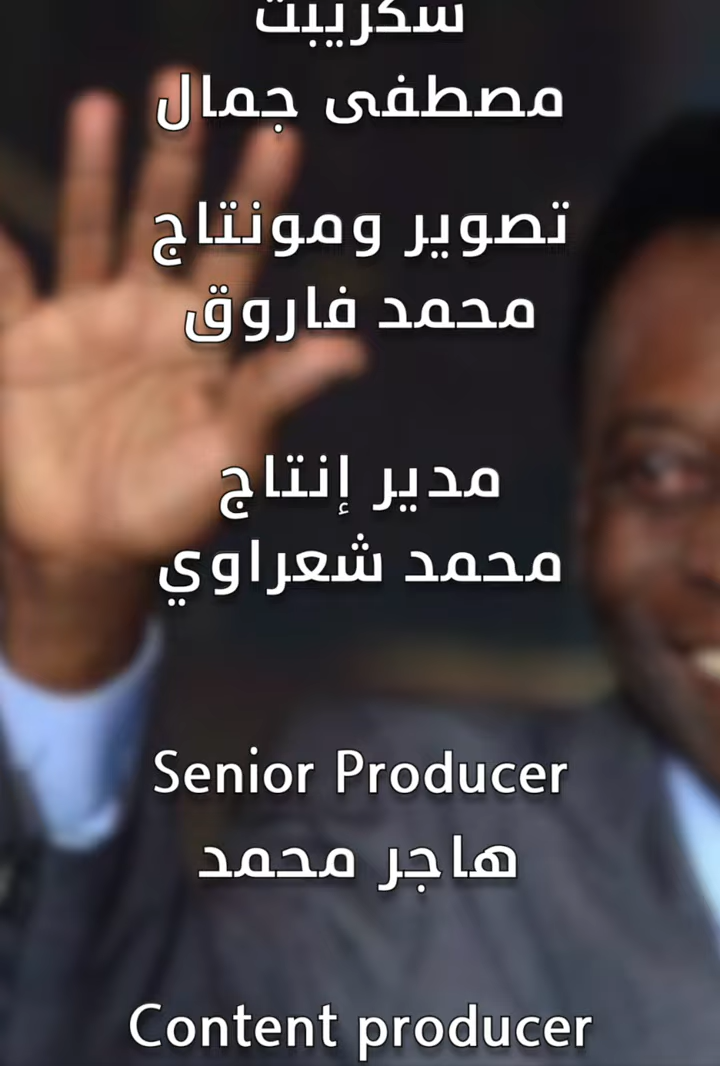 سكريبت
مصطفى جمال
تصوير ومونتاج
محمد فاروق
مدير إنتاج
محمد شعراوي
Senior Producer
هاجر محمد
Content producer